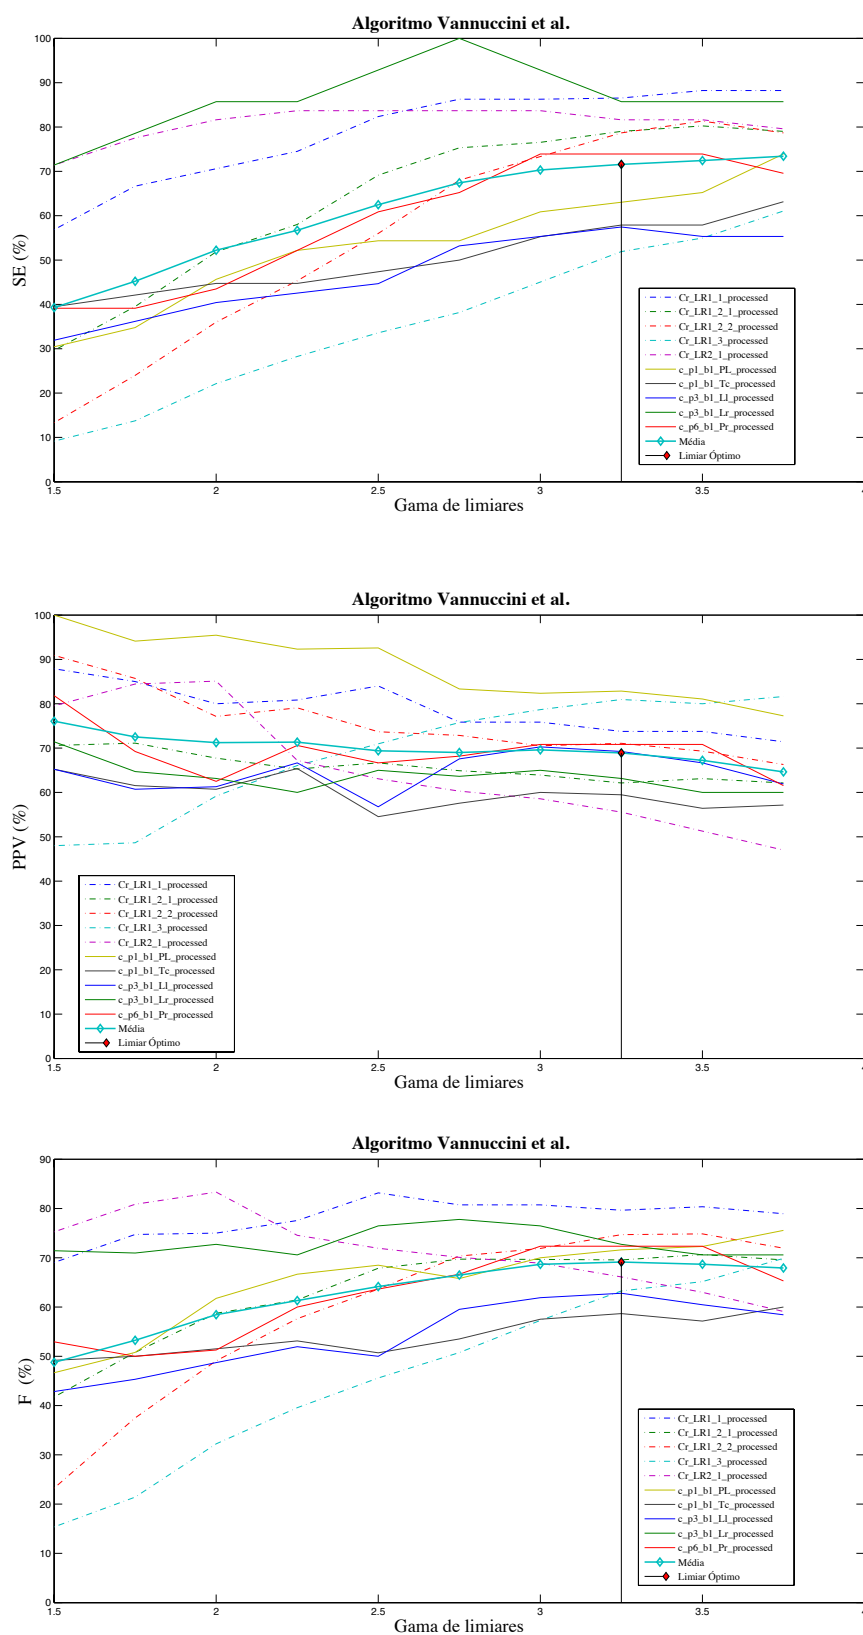 Algoritmo Vannuccini et al.
100
90
80
70
60
50
40
30
20
10
0
SE (%)
1.5 2 2.5 3 3.5 4
Gama de limiares
Cr_LR1_1_processed
Cr_LR1_2_1_processed
Cr_LR1_2_2_processed
Cr_LR1_3_processed
Cr_LR2_1_processed
c_p1_b1_PL_processed
c_p1_b1_Tc_processed
c_p3_b1_Ll_processed
c_p3_b1_Lr_processed
c_p6_b1_Pr_processed
Média
Limiar Óptimo
Algoritmo Vannuccini et al.
100
90
80
70
60
50
40
30
20
10
0
PPV (%)
1.5 2 2.5 3 3.5 4
Gama de limiares
Cr_LR1_1_processed
Cr_LR1_2_1_processed
Cr_LR1_2_2_processed
Cr_LR1_3_processed
Cr_LR2_1_processed
c_p1_b1_PL_processed
c_p1_b1_Tc_processed
c_p3_b1_Ll_processed
c_p3_b1_Lr_processed
c_p6_b1_Pr_processed
Média
Limiar Óptimo
Algoritmo Vannuccini et al.
90
80
70
60
50
40
30
20
10
0
F (%)
1.5 2 2.5 3 3.5 4
Gama de limiares
Cr_LR1_1_processed
Cr_LR1_2_1_processed
Cr_LR1_2_2_processed
Cr_LR1_3_processed
Cr_LR2_1_processed
c_p1_b1_PL_processed
c_p1_b1_Tc_processed
c_p3_b1_Ll_processed
c_p3_b1_Lr_processed
c_p6_b1_Pr_processed
Média
Limiar Óptimo